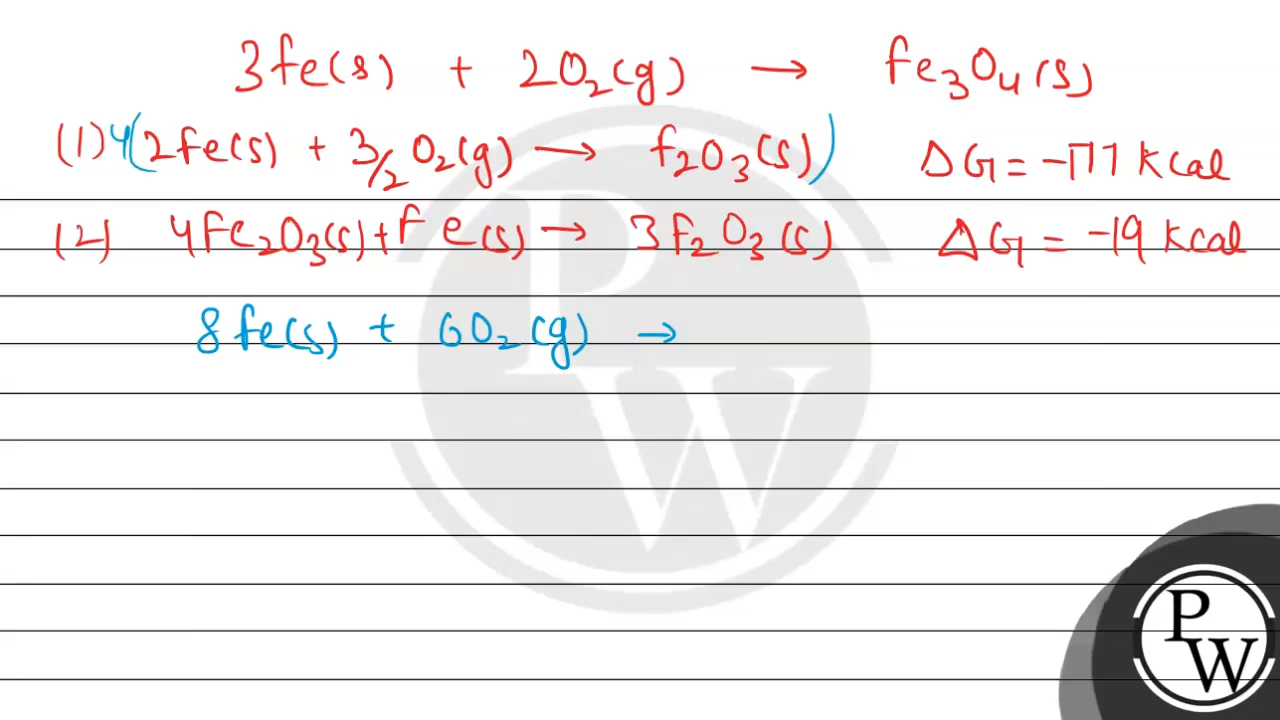 3fe(s) + 2O₂(g) → fe₃O₄(s)
(1) 4(2fe(s) + 3/2 O₂(g) → f₂O₃(s)) ΔG = -177 kcal
(2) 4Fe₂O₃(s) + Fe(s) → 3f₂O₃(s) ΔG = -19 kcal
8fe(s) + 6O₂(g) →
PW
PW